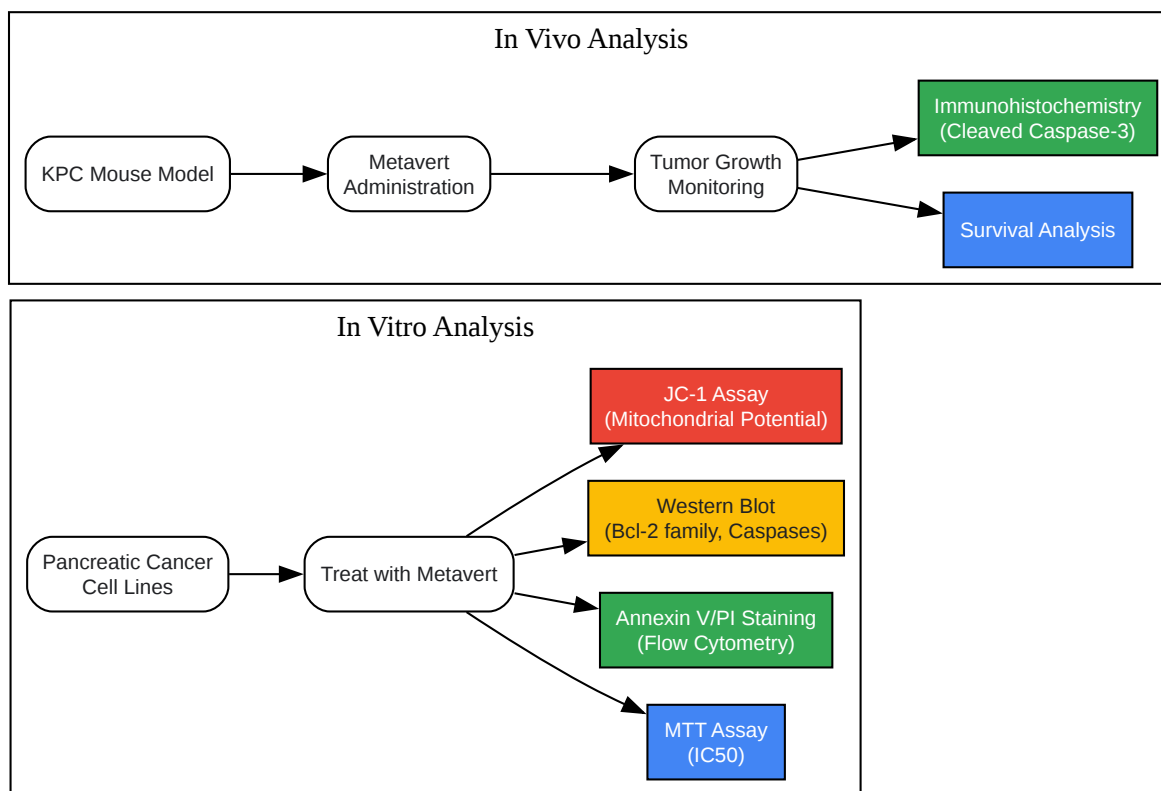 In Vivo Analysis
KPC Mouse Model
Metavert
Administration
Tumor Growth
Monitoring
Immunohistochemistry
(Cleaved Caspase-3)
Survival Analysis
In Vitro Analysis
Pancreatic Cancer
Cell Lines
Treat with Metavert
JC-1 Assay
(Mitochondrial Potential)
Western Blot
(Bcl-2 family, Caspases)
Annexin V/PI Staining
(Flow Cytometry)
MTT Assay
(IC50)